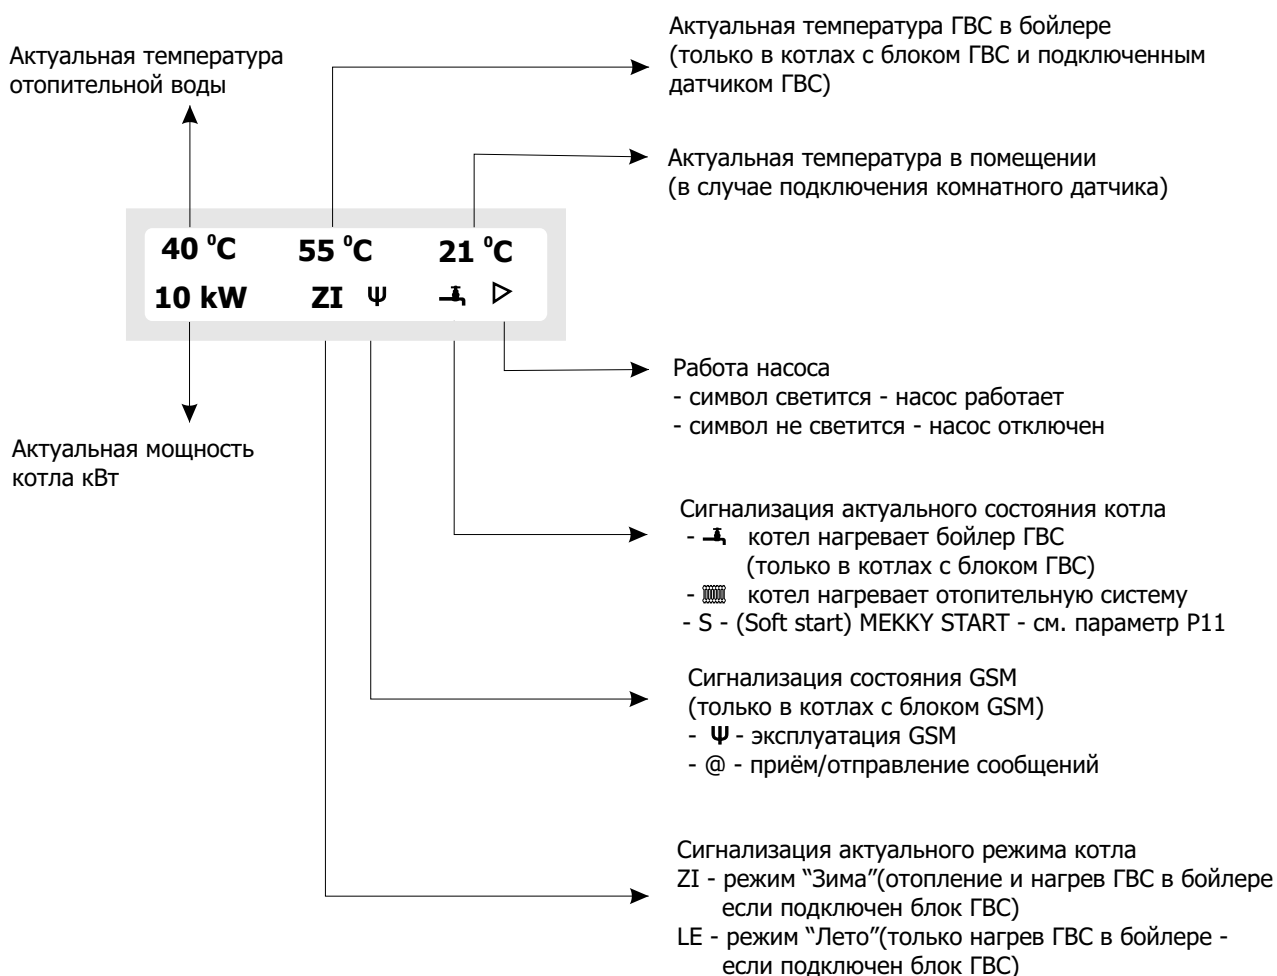 Актуальная температура
отопительной воды
Актуальная температура ГВС в бойлере
(только в котлах с блоком ГВС и подключенным
датчиком ГВС)
Актуальная температура в помещении
(в случае подключения комнатного датчика)
40 ⁰C 55 ⁰C 21 ⁰C
10 kW ZI Ψ
Актуальная мощность
котла кВт
Работа насоса
- символ светится - насос работает
- символ не светится - насос отключен
Сигнализация актуального состояния котла
- котел нагревает бойлер ГВС
(только в котлах с блоком ГВС)
- котел нагревает отопительную систему
- S - (Soft start) МЕККУ START - см. параметр P11
Сигнализация состояния GSM
(только в котлах с блоком GSM)
- Ψ - эксплуатация GSM
- @ - приём/отправление сообщений
Сигнализация актуального режима котла
ZI - режим “Зима”(отопление и нагрев ГВС в бойлере
если подключен блок ГВС)
LE - режим “Лето”(только нагрев ГВС в бойлере -
если подключен блок ГВС)